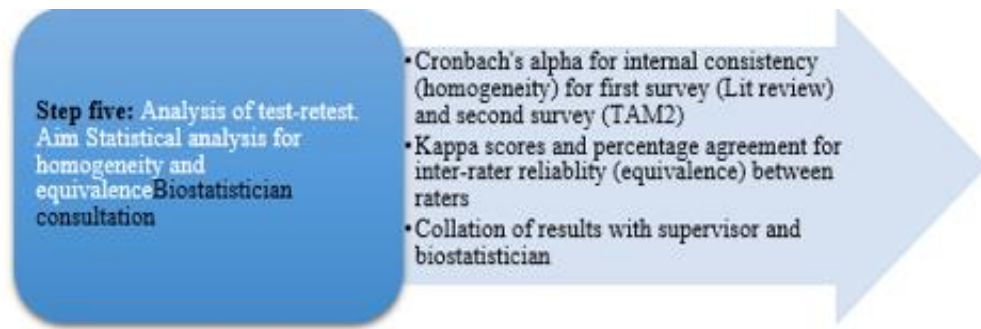 Step five: Analysis of test-retest.
Aim Statistical analysis for
homogeneity and
equivalenceBiostatistician
consultation
•Cronbach's alpha for internal consistency
(homogeneity) for first survey (Lit review)
and second survey (TAM2)
•Kappa scores and percentage agreement for
inter-rater reliablity (equivalence) between
raters
•Collation of results with supervisor and
biostatistician